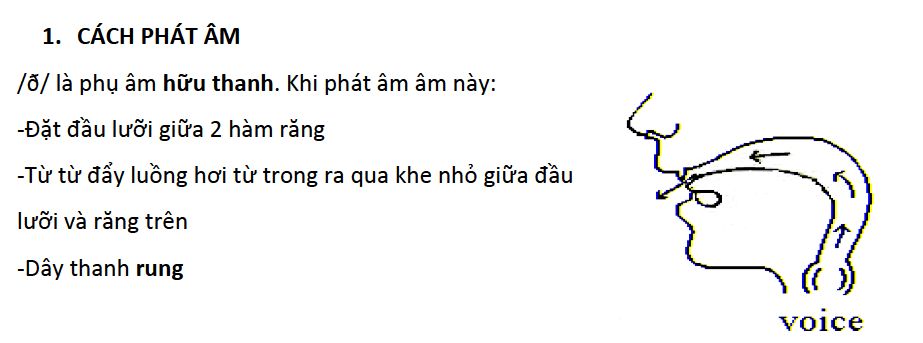 1. CÁCH PHÁT ÂM
/ð/ là phụ âm hữu thanh. Khi phát âm âm này:
-Đặt đầu lưỡi giữa 2 hàm răng
-Từ từ đẩy luồng hơi từ trong ra qua khe nhỏ giữa đầu
lưỡi và răng trên
-Dây thanh rung
voice